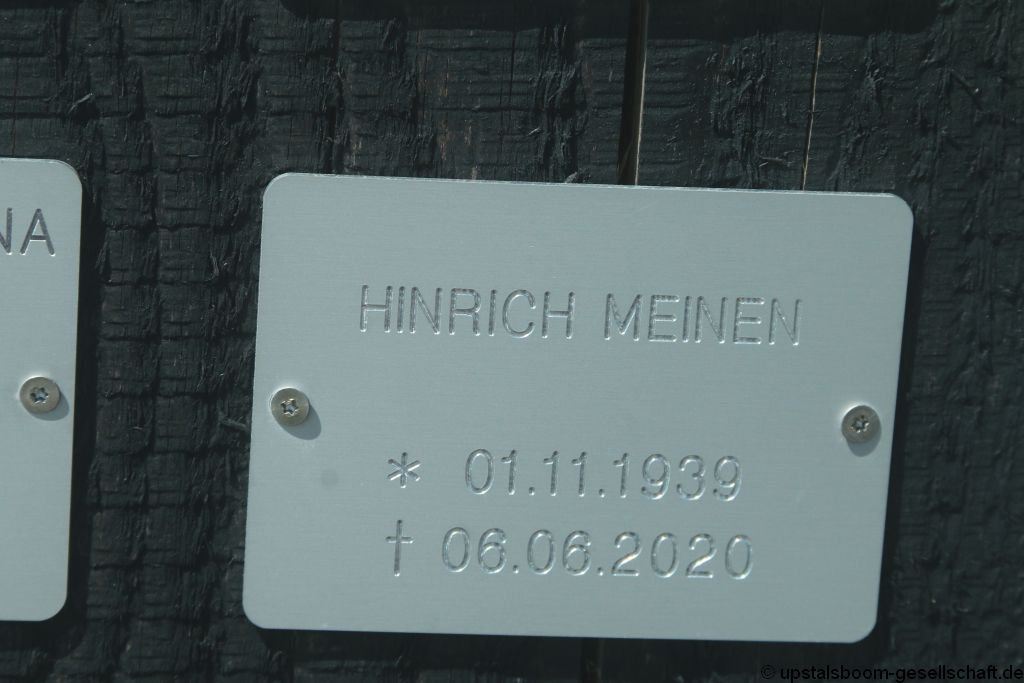 NA
HINRICH MEINEN
* 01.11.1939
† 06.06.2020
© upstalsboom-gesellschaft.de